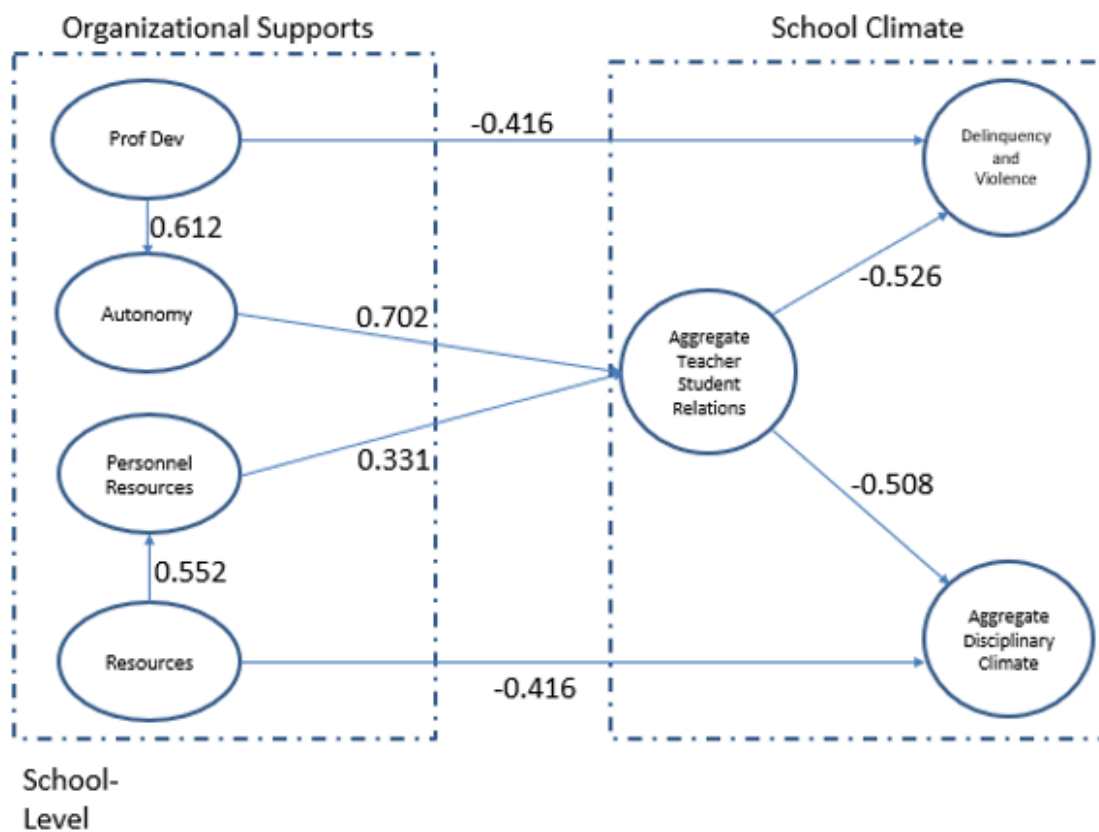 Organizational Supports
School Climate
Prof Dev
-0.416
Delinquency
and
Violence
0.612
-0.526
Autonomy
0.702
Aggregate
Teacher
Student
Relations
Personnel
Resources
0.331
-0.508
0.552
Resources
Aggregate
Disciplinary
Climate
-0.416
School-
Level